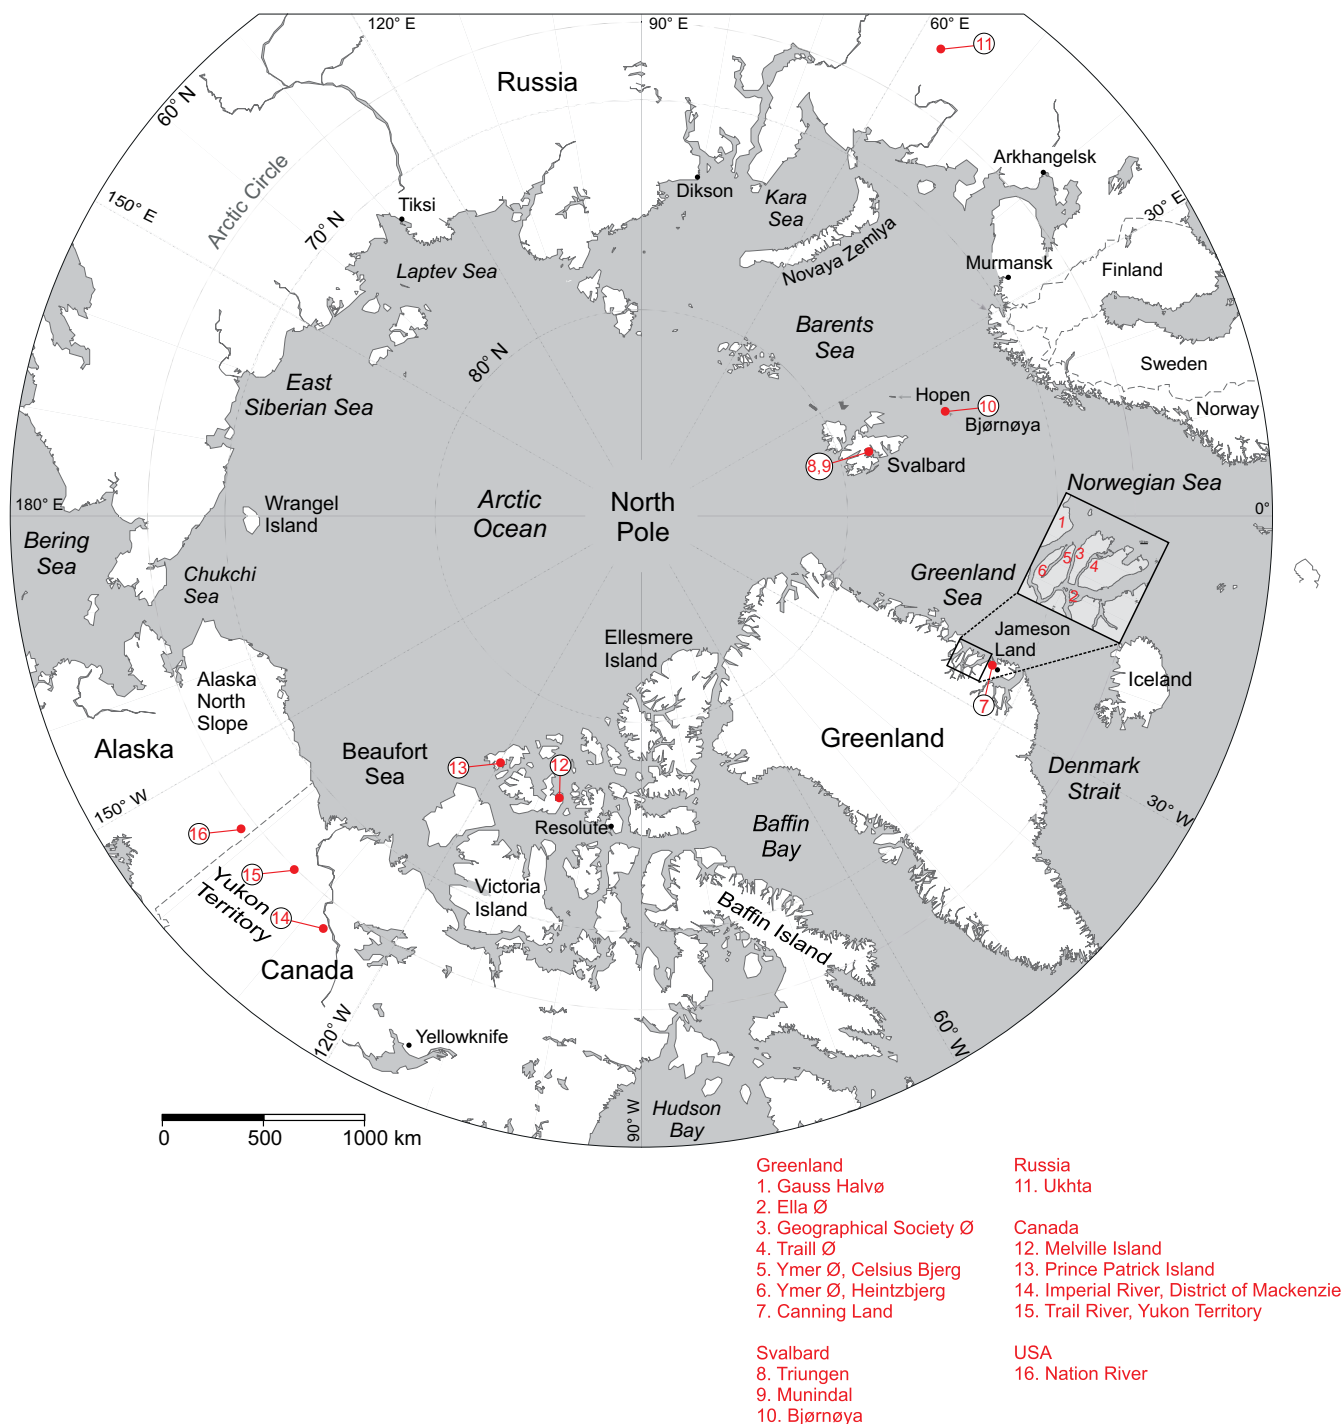 120° E
90° E
60° E
11
Russia
60° N
Arkhangelsk
Dikson
Kara
Sea
150° E
Arctic Circle
70° N
Tiksi
30° E
Novaya Zemlya
Murmansk
Finland
Laptev Sea
Barents
Sea
80° N
Sweden
East
Siberian Sea
Hopen
10
Bjørnøya
Norway
8,9
Svalbard
Norwegian Sea
180° E
Wrangel
Island
Arctic
Ocean
North
Pole
0°
Bering
Sea
1
5
3
4
6
2
Chukchi
Sea
Greenland
Sea
Ellesmere
Island
Jameson
Land
Iceland
Alaska
North
Slope
7
Alaska
Beaufort
Sea
13
12
Greenland
Denmark
Strait
150° W
30° W
16
Resolute
Baffin
Bay
15
Yukon
Territory
14
Victoria
Island
Baffin Island
Canada
120° W
Yellowknife
60° W
90° W
Hudson
Bay
0
500
1000 km
Greenland
1. Gauss Halvø
2. Ella Ø
3. Geographical Society Ø
4. Traill Ø
5. Ymer Ø, Celsius Bjerg
6. Ymer Ø, Heintzbjerg
7. Canning Land
Svalbard
8. Triungen
9. Munindal
10. Bjørnøya
Russia
11. Ukhta
Canada
12. Melville Island
13. Prince Patrick Island
14. Imperial River, District of Mackenzie
15. Trail River, Yukon Territory
USA
16. Nation River